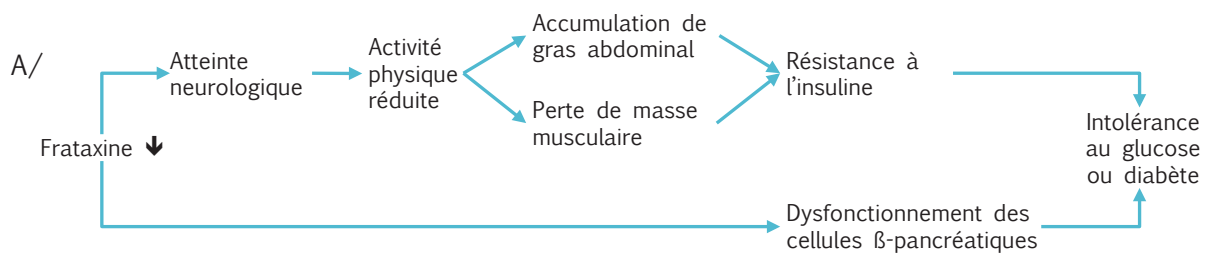 A/
Frataxine
Atteinte
neurologique
Activité
physique
réduite
Accumulation de
gras abdominal
Perte de masse
musculaire
Résistance à
l'insuline
Dysfonctionnement des
cellules ß-pancréatiques
Intolérance
au glucose
ou diabète